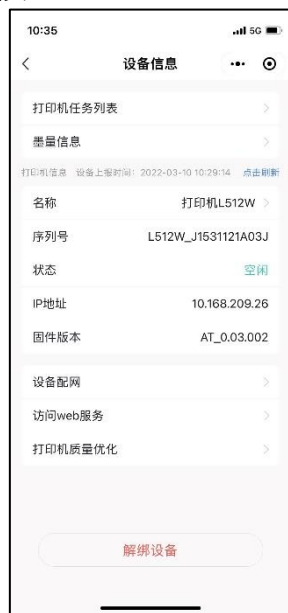 10:35
5G
设备信息
打印机任务列表
墨量信息
打印机信息 设备上报时间：2022-03-10 10:29:14 点击刷新
名称 打印机L512W
序列号 L512W_J1531121A03J
状态 空闲
IP地址 10.168.209.26
固件版本 AT_0.03.002
设备配网
访问web服务
打印机质量优化
解绑设备